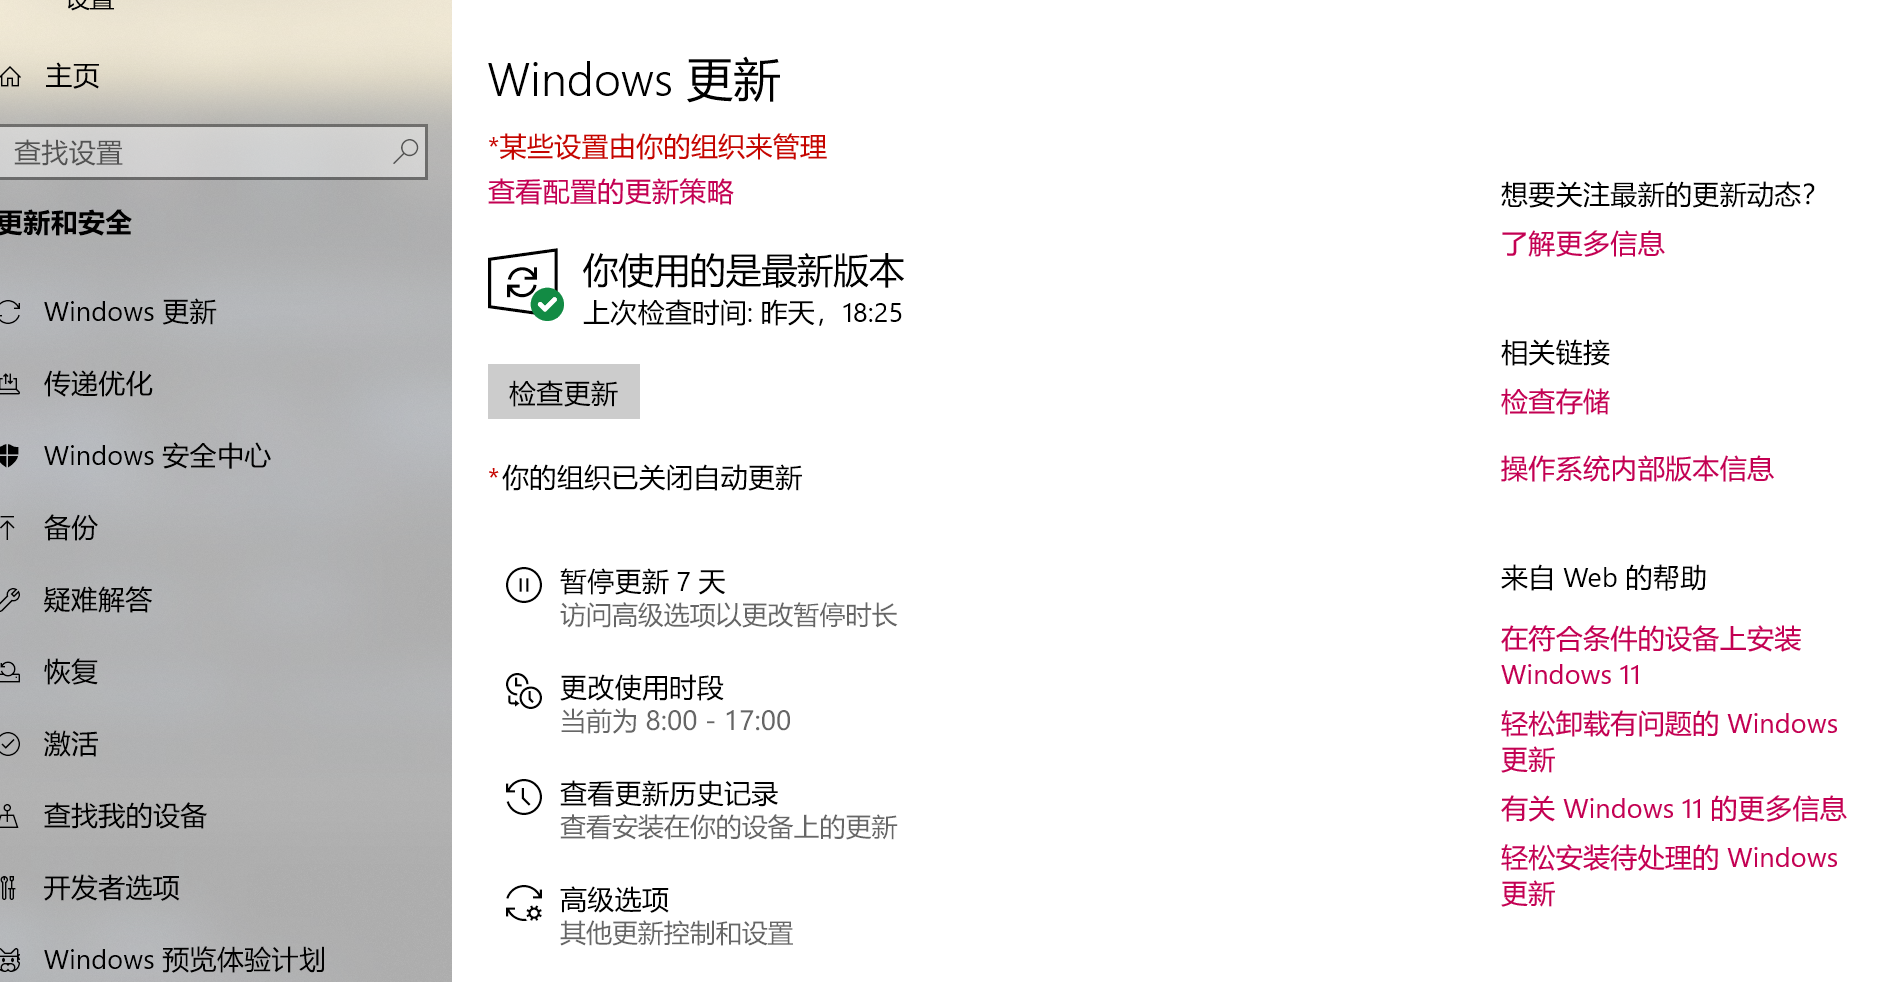 设置
主页
查找设置
更新和安全
Windows 更新
传递优化
Windows 安全中心
备份
疑难解答
恢复
激活
查找我的设备
开发者选项
Windows 预览体验计划
Windows 更新
*某些设置由你的组织来管理
查看配置的更新策略
你使用的是最新版本
上次检查时间: 昨天，18:25
检查更新
*你的组织已关闭自动更新
暂停更新 7 天
访问高级选项以更改暂停时长
更改使用时段
当前为 8:00 - 17:00
查看更新历史记录
查看安装在你的设备上的更新
高级选项
其他更新控制和设置
想要关注最新的更新动态?
了解更多信息
相关链接
检查存储
操作系统内部版本信息
来自 Web 的帮助
在符合条件的设备上安装
Windows 11
轻松卸载有问题的 Windows
更新
有关 Windows 11 的更多信息
轻松安装待处理的 Windows
更新